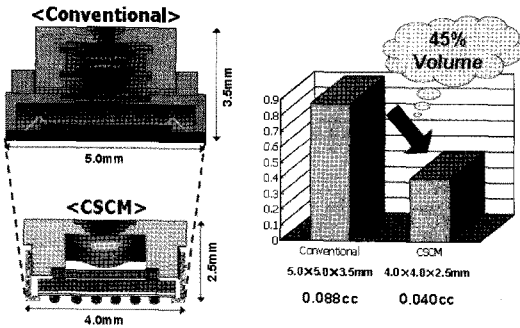 <Conventional>
3.5mm
5.0mm
<CSCM>
2.5mm
4.0mm
45%
Volume
0.9
0.8
0.7
0.6
0.5
0.4
0.3
0.2
0.1
0
Conventional CSCM
5.0×5.0×3.5mm 4.0×4.0×2.5mm
0.088cc 0.040cc